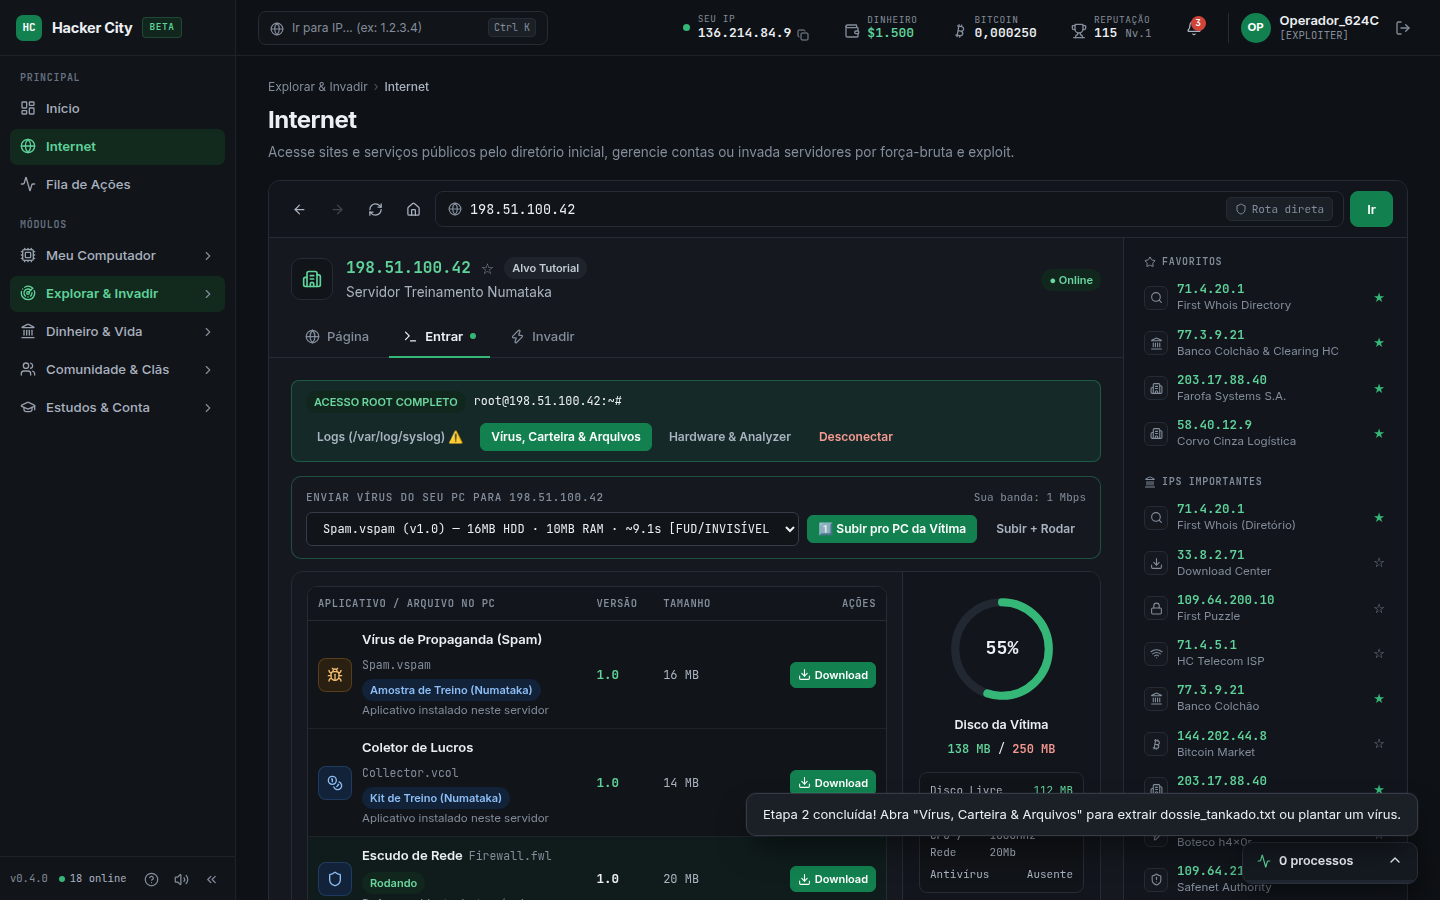 HC Hacker City BETA
Ir para IP... (ex: 1.2.3.4) Ctrl K
SEU IP
136.214.84.9
DINHEIRO
$1.500
BITCOIN
0,000250
REPUTAÇÃO
115 Nv.1
3
OP
Operador_624C
[EXPLOITER]
PRINCIPAL
Início
Internet
Fila de Ações
MÓDULOS
Meu Computador
Explorar & Invadir
Dinheiro & Vida
Comunidade & Clãs
Estudos & Conta
v0.4.0 18 online
Explorar & Invadir › Internet
Internet
Acesse sites e serviços públicos pelo diretório inicial, gerencie contas ou invada servidores por força-bruta e exploit.
198.51.100.42 Rota direta Ir
198.51.100.42 ☆ Alvo Tutorial
Servidor Treinamento Numataka
● Online
Página Entrar Invadir
ACESSO ROOT COMPLETO root@198.51.100.42:~#
Logs (/var/log/syslog) ⚠️ Vírus, Carteira & Arquivos Hardware & Analyzer Desconectar
ENVIAR VÍRUS DO SEU PC PARA 198.51.100.42 Sua banda: 1 Mbps
Spam.vspam (v1.0) — 16MB HDD · 10MB RAM · ~9.1s [FUD/INVISÍVEL 1️⃣ Subir pro PC da Vítima Subir + Rodar
APLICATIVO / ARQUIVO NO PC VERSÃO TAMANHO AÇÕES
Vírus de Propaganda (Spam)
Spam.vspam
Amostra de Treino (Numataka)
Aplicativo instalado neste servidor
1.0 16 MB Download
Coletor de Lucros
Collector.vcol
Kit de Treino (Numataka)
Aplicativo instalado neste servidor
1.0 14 MB Download
Escudo de Rede Firewall.fwl
Rodando
1.0 20 MB Download
55%
Disco da Vítima
138 MB / 250 MB
Disco Livre 112 MB
Rede 20Mb
Antivirus Ausente
FAVORITOS
71.4.20.1
First Whois Directory ★
77.3.9.21
Banco Colchão & Clearing HC ★
203.17.88.40
Farofa Systems S.A. ★
58.40.12.9
Corvo Cinza Logística ★
IPS IMPORTANTES
71.4.20.1
First Whois (Diretório) ★
33.8.2.71
Download Center ☆
109.64.200.10
First Puzzle ☆
71.4.5.1
HC Telecom ISP ☆
77.3.9.21
Banco Colchão ★
144.202.44.8
Bitcoin Market ☆
203.17.88.40
Boteco h4x0r
109.64.21
Safenet Authority
Etapa 2 concluída! Abra "Vírus, Carteira & Arquivos" para extrair dossie_tankado.txt ou plantar um vírus.
0 processos